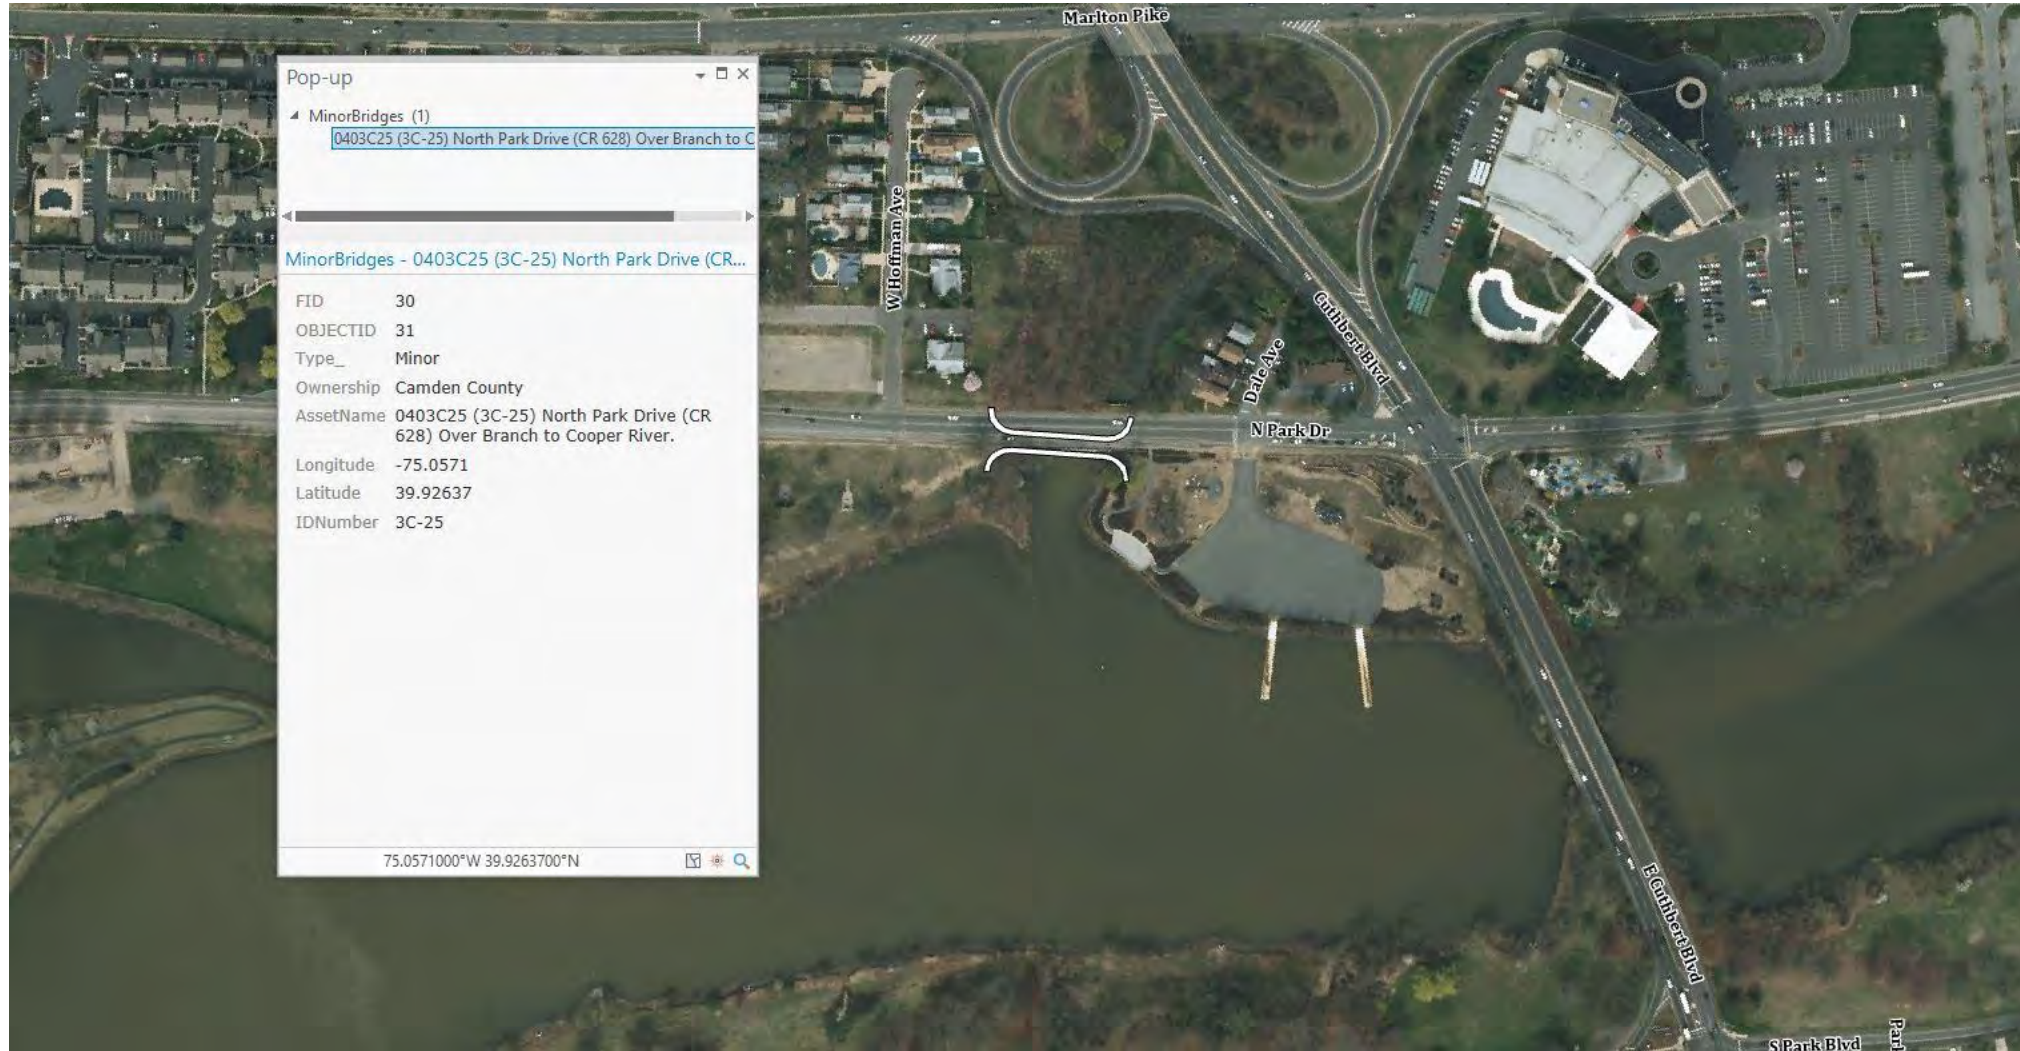 Marlton Pike
Pop-up
MinorBridges (1)
0403C25 (3C-25) North Park Drive (CR 628) Over Branch to C
MinorBridges - 0403C25 (3C-25) North Park Drive (CR...
FID 30
OBJECTID 31
Type_ Minor
Ownership Camden County
AssetName 0403C25 (3C-25) North Park Drive (CR
628) Over Branch to Cooper River.
Longitude -75.0571
Latitude 39.92637
IDNumber 3C-25
75.0571000°W 39.9263700°N
W Hoffman Ave
Cuthbert Blvd
Dale Ave
N Park Dr
E Cuthbert Blvd
S Park Blvd
Parl